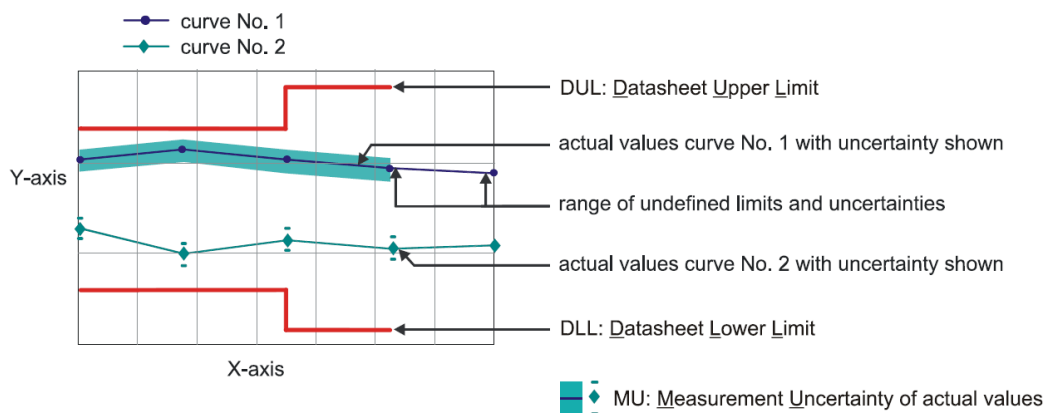 curve No. 1
curve No. 2
DUL: Datasheet Upper Limit
actual values curve No. 1 with uncertainty shown
Y-axis
range of undefined limits and uncertainties
actual values curve No. 2 with uncertainty shown
DLL: Datasheet Lower Limit
X-axis
MU: Measurement Uncertainty of actual values